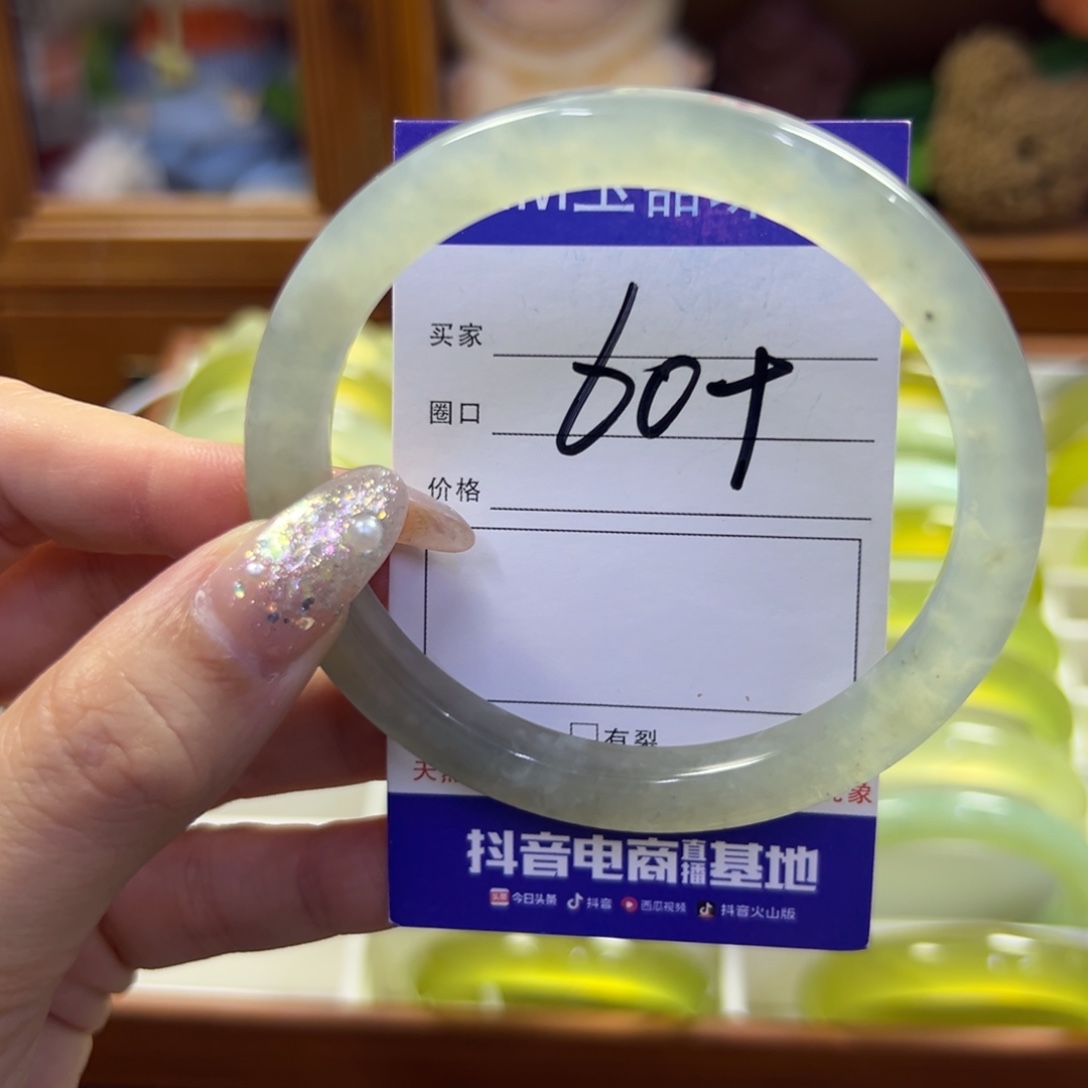 买家
60+
圈口
价格
有裂
抖音电商直播基地
今日头条 抖音 西瓜视频 抖音火山版